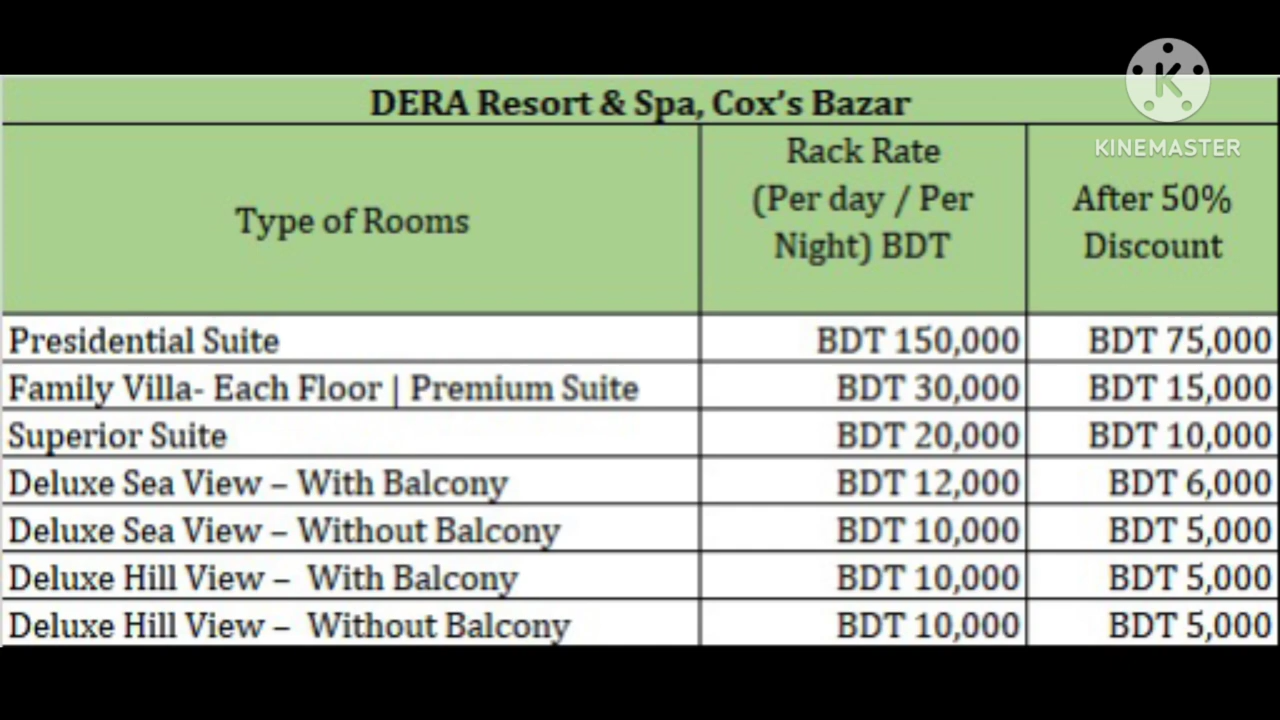 DERA Resort & Spa, Cox's Bazar
KINEMASTER
Type of Rooms
Rack Rate
(Per day / Per
Night) BDT
After 50%
Discount
Presidential Suite BDT 150,000 BDT 75,000
Family Villa- Each Floor | Premium Suite BDT 30,000 BDT 15,000
Superior Suite BDT 20,000 BDT 10,000
Deluxe Sea View – With Balcony BDT 12,000 BDT 6,000
Deluxe Sea View – Without Balcony BDT 10,000 BDT 5,000
Deluxe Hill View – With Balcony BDT 10,000 BDT 5,000
Deluxe Hill View – Without Balcony BDT 10,000 BDT 5,000